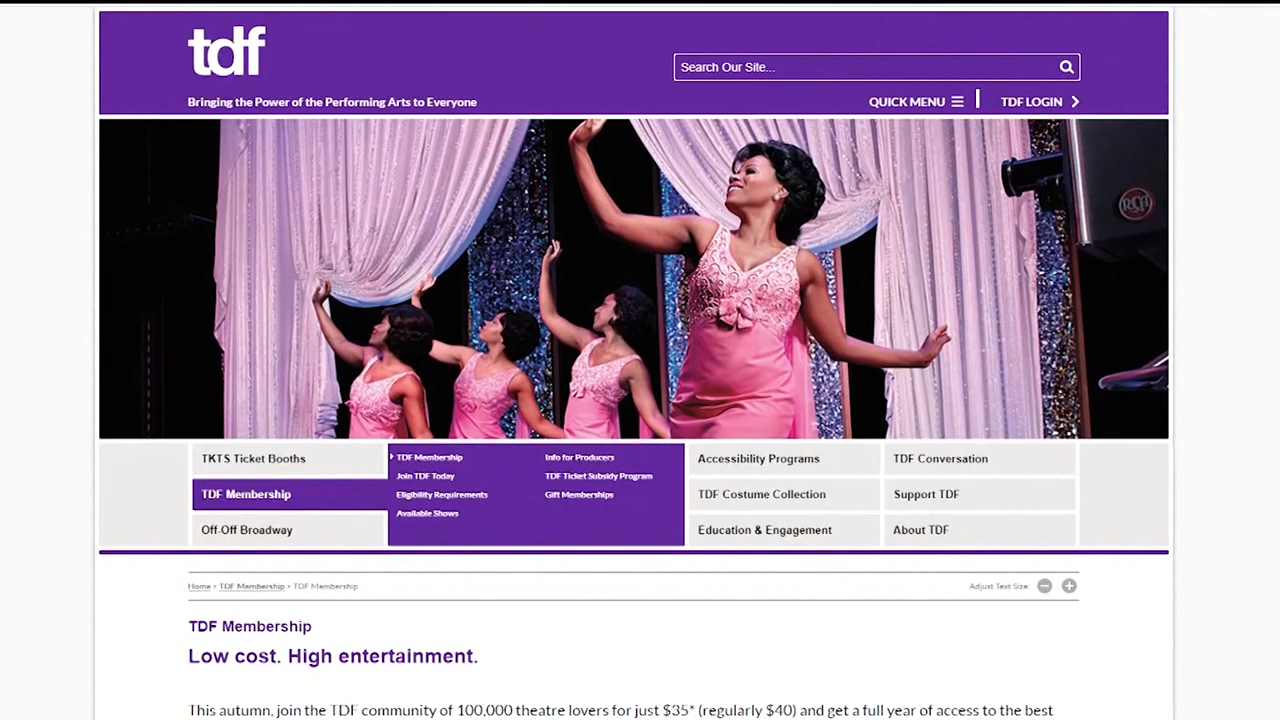 tdf
Search Our Site...
Bringing the Power of the Performing Arts to Everyone
QUICK MENU
TDF LOGIN
RCA
TKTS Ticket Booths
TDF Membership
Off-Off Broadway
TDF Membership
Join TDF Today
Eligibility Requirements
Available Shows
Info for Producers
TDF Ticket Subsidy Program
Gift Memberships
Accessibility Programs
TDF Costume Collection
Education & Engagement
TDF Conversation
Support TDF
About TDF
Home > TDF Membership > TDF Membership
Adjust Text Size:
TDF Membership
Low cost. High entertainment.
This autumn, join the TDF community of 100,000 theatre lovers for just $35* (regularly $40) and get a full year of access to the best